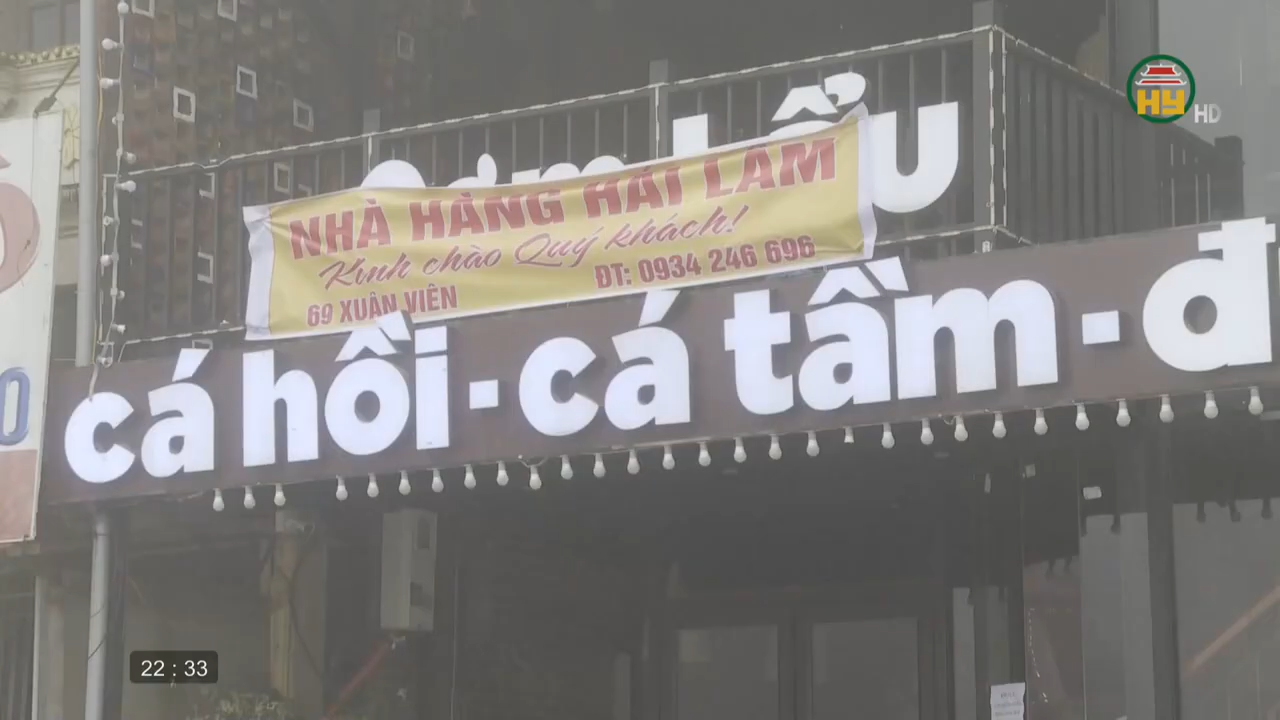 HY HD
NHÀ HÀNG HẢI LÂM
Kính chào Quý khách!
69 XUÂN VIÊN ĐT: 0934 246 696
cá hồi - cá tầm -
22 : 33